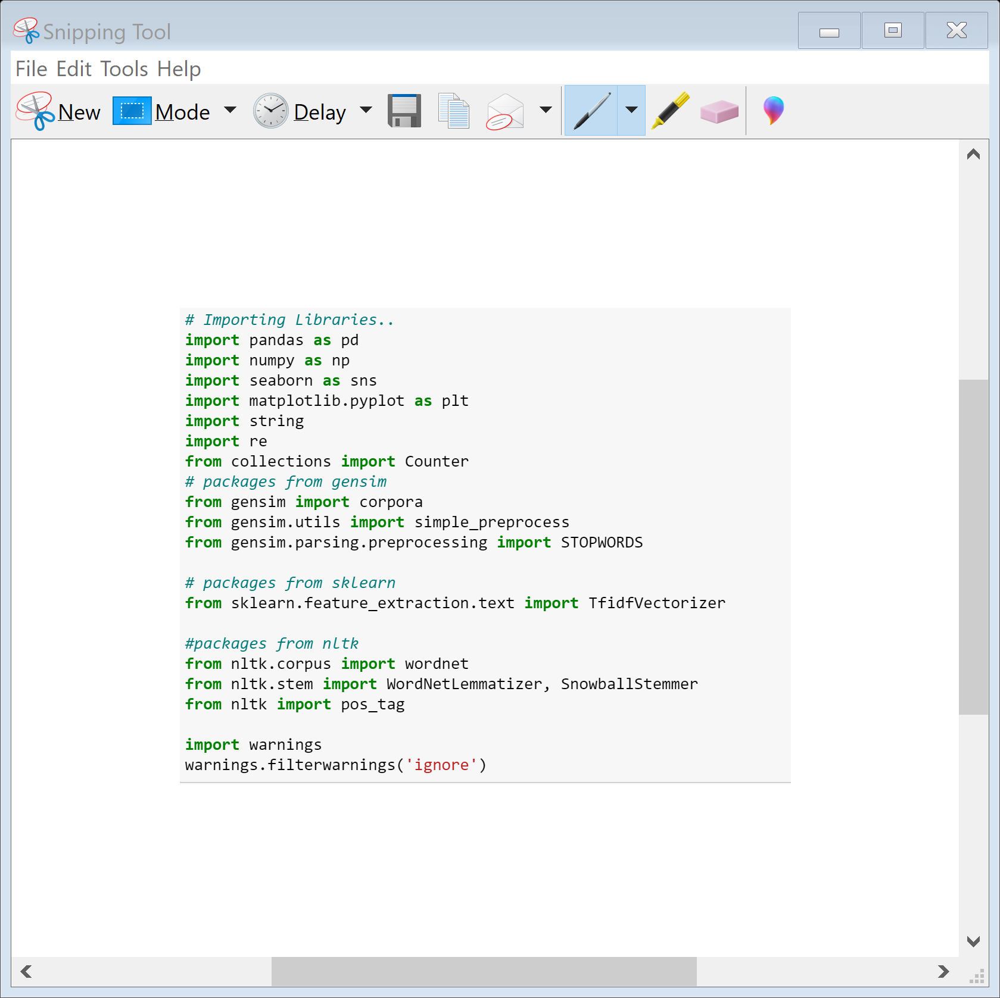 Snipping Tool
File Edit Tools Help
New Mode Delay
# Importing Libraries..
import pandas as pd
import numpy as np
import seaborn as sns
import matplotlib.pyplot as plt
import string
import re
from collections import Counter
# packages from gensim
from gensim import corpora
from gensim.utils import simple_preprocess
from gensim.parsing.preprocessing import STOPWORDS
# packages from sklearn
from sklearn.feature_extraction.text import TfidfVectorizer
#packages from nltk
from nltk.corpus import wordnet
from nltk.stem import WordNetLemmatizer, SnowballStemmer
from nltk import pos_tag
import warnings
warnings.filterwarnings('ignore')